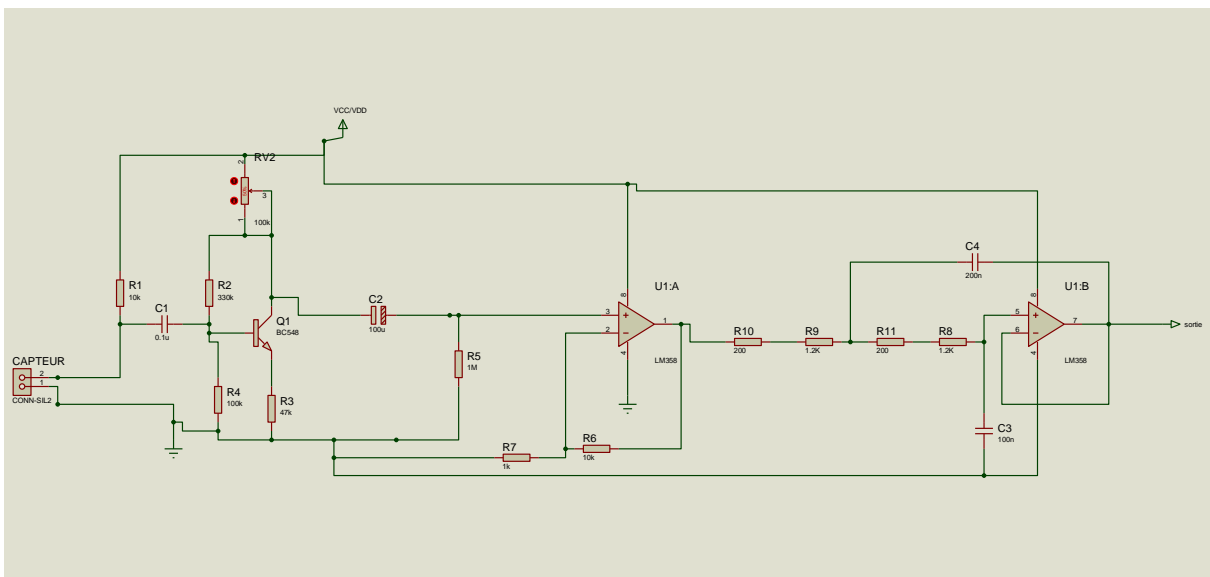 VCC/VDD
RV2
2
3
1
100k
R1
10k
R2
330k
C1
0.1u
Q1
BC548
C2
100u
R5
1M
CAPTEUR
2
1
CONN-SIL2
R4
100k
R3
47k
R7
1k
R6
10k
U1:A
8
3
2
1
4
LM358
R10
200
R9
1.2K
R11
200
R8
1.2K
C4
200n
U1:B
8
5
6
7
4
LM358
sortie
C3
100n